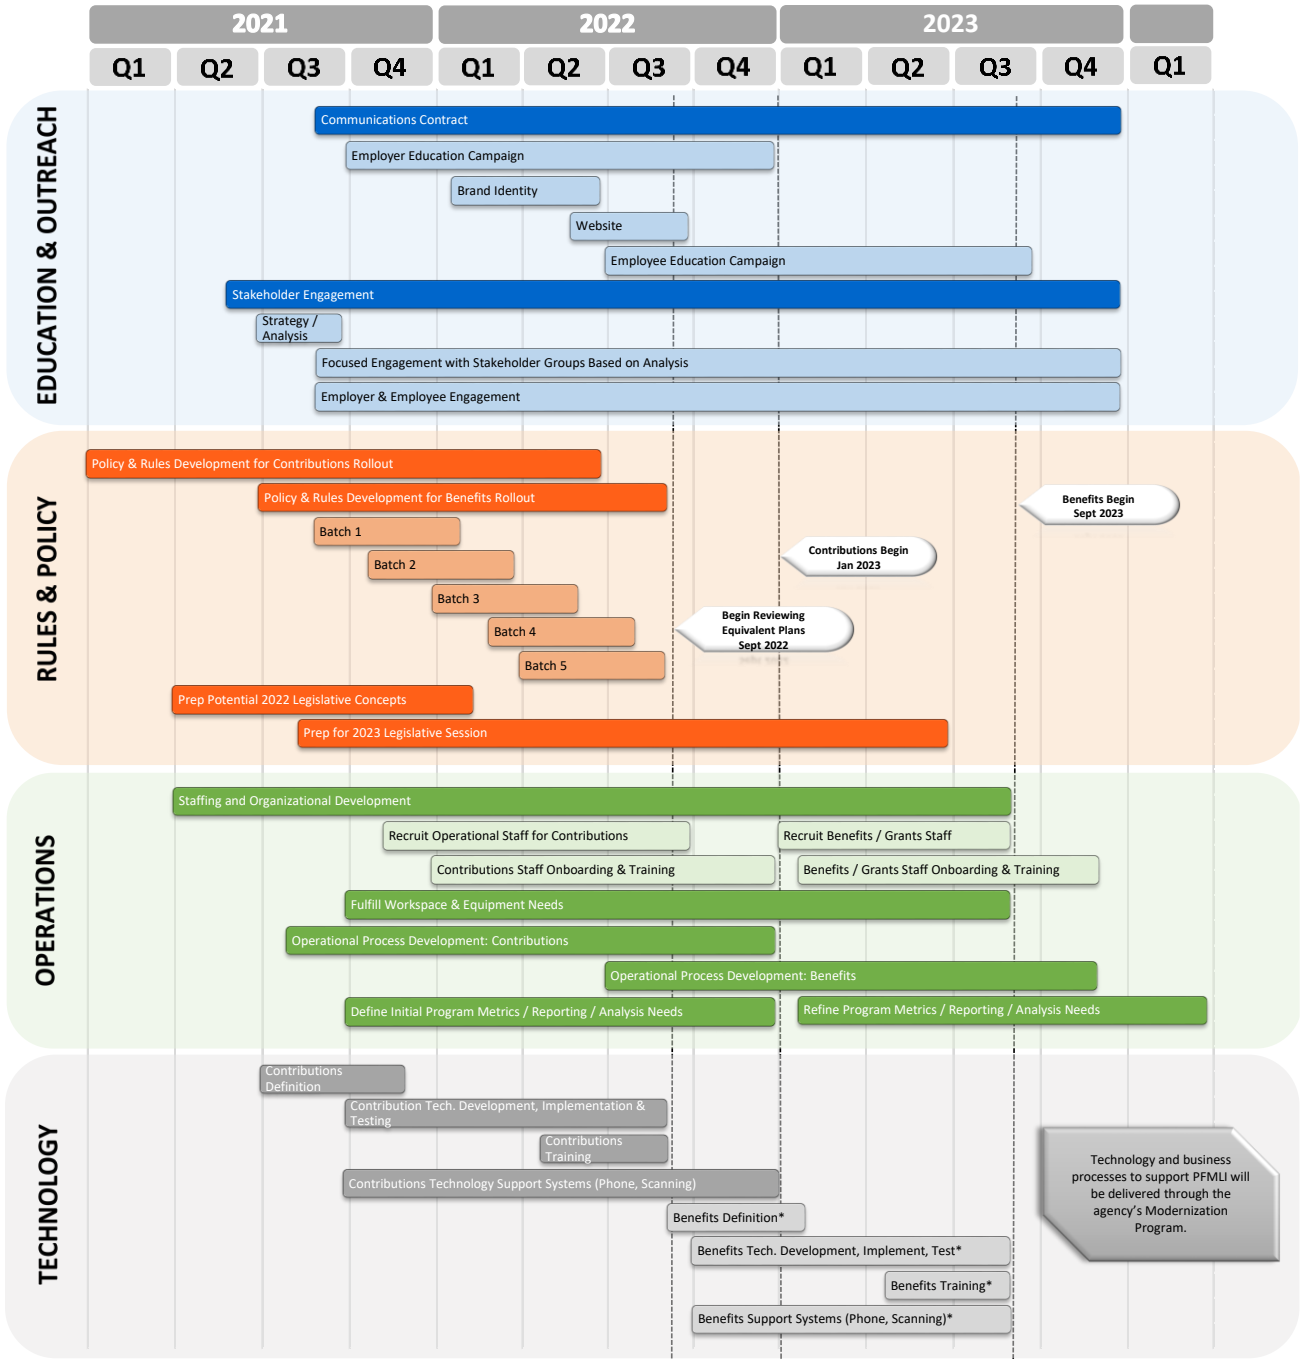 2021
2022
2023
Q1
Q2
Q3
Q4
Q1
Q2
Q3
Q4
Q1
Q2
Q3
Q4
Q1
EDUCATION & OUTREACH
Communications Contract
Employer Education Campaign
Brand Identity
Website
Employee Education Campaign
Stakeholder Engagement
Strategy /
Analysis
Focused Engagement with Stakeholder Groups Based on Analysis
Employer & Employee Engagement
RULES & POLICY
Policy & Rules Development for Contributions Rollout
Policy & Rules Development for Benefits Rollout
Benefits Begin
Sept 2023
Batch 1
Contributions Begin
Jan 2023
Batch 2
Batch 3
Begin Reviewing
Equivalent Plans
Sept 2022
Batch 4
Batch 5
Prep Potential 2022 Legislative Concepts
Prep for 2023 Legislative Session
OPERATIONS
Staffing and Organizational Development
Recruit Operational Staff for Contributions
Recruit Benefits / Grants Staff
Contributions Staff Onboarding & Training
Benefits / Grants Staff Onboarding & Training
Fulfill Workspace & Equipment Needs
Operational Process Development: Contributions
Operational Process Development: Benefits
Define Initial Program Metrics / Reporting / Analysis Needs
Refine Program Metrics / Reporting / Analysis Needs
TECHNOLOGY
Contributions
Definition
Contribution Tech. Development, Implementation &
Testing
Contributions
Training
Contributions Technology Support Systems (Phone, Scanning)
Benefits Definition*
Benefits Tech. Development, Implement, Test*
Benefits Training*
Benefits Support Systems (Phone, Scanning)*
Technology and business
processes to support PFMLI will
be delivered through the
agency's Modernization
Program.